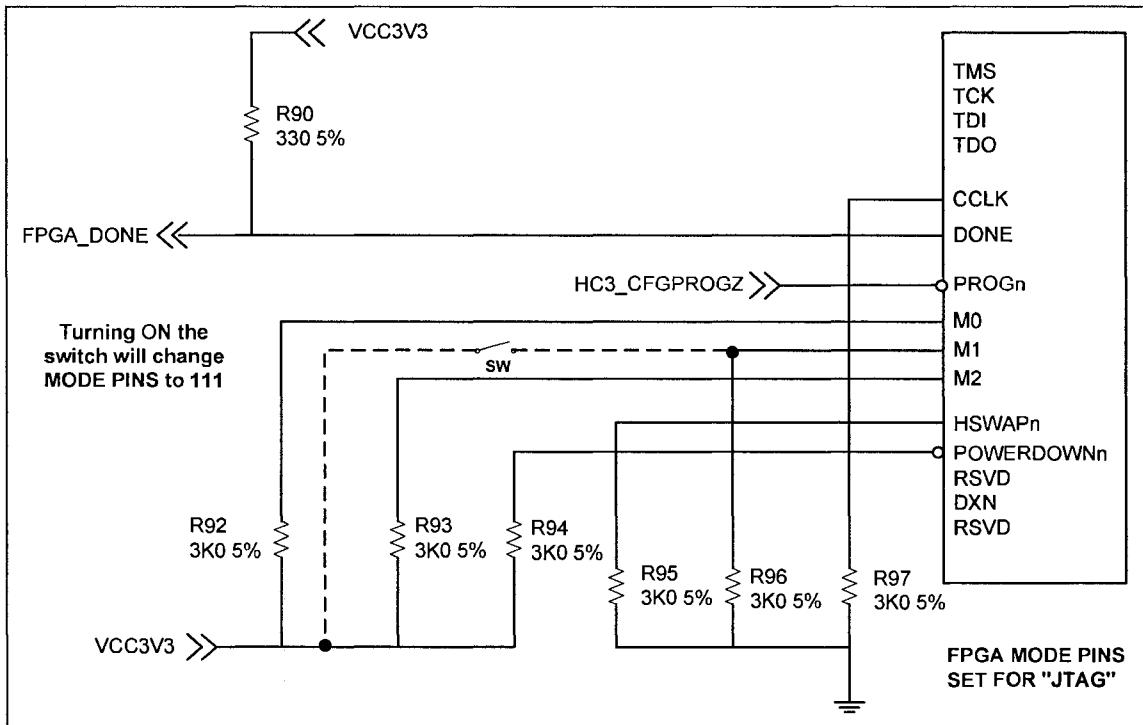 VCC3V3
R90
330 5%
FPGA_DONE
HC3_CFGPROGZ
Turning ON the
switch will change
MODE PINS to 111
SW
TMS
TCK
TDI
TDO
CCLK
DONE
PROGn
M0
M1
M2
HSWAPn
POWERDOWNn
RSVD
DXN
RSVD
R92
3K0 5%
R93
3K0 5%
R94
3K0 5%
R95
3K0 5%
R96
3K0 5%
R97
3K0 5%
VCC3V3
FPGA MODE PINS
SET FOR "JTAG"